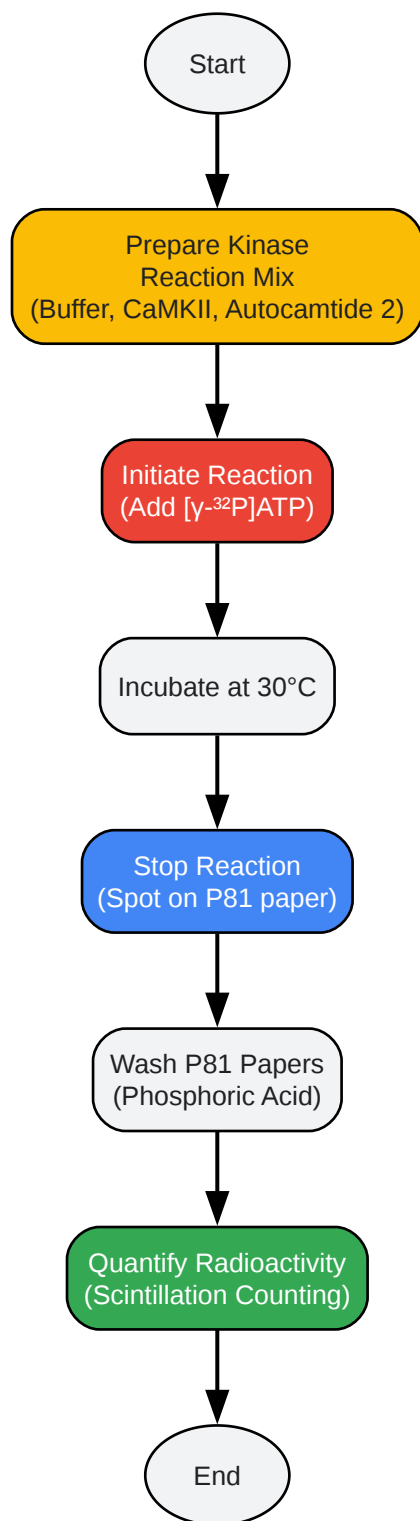 Start
Prepare Kinase
Reaction Mix
(Buffer, CaMKII, Autocamtide 2)
Initiate Reaction
(Add [γ-³²P]ATP)
Incubate at 30°C
Stop Reaction
(Spot on P81 paper)
Wash P81 Papers
(Phosphoric Acid)
Quantify Radioactivity
(Scintillation Counting)
End